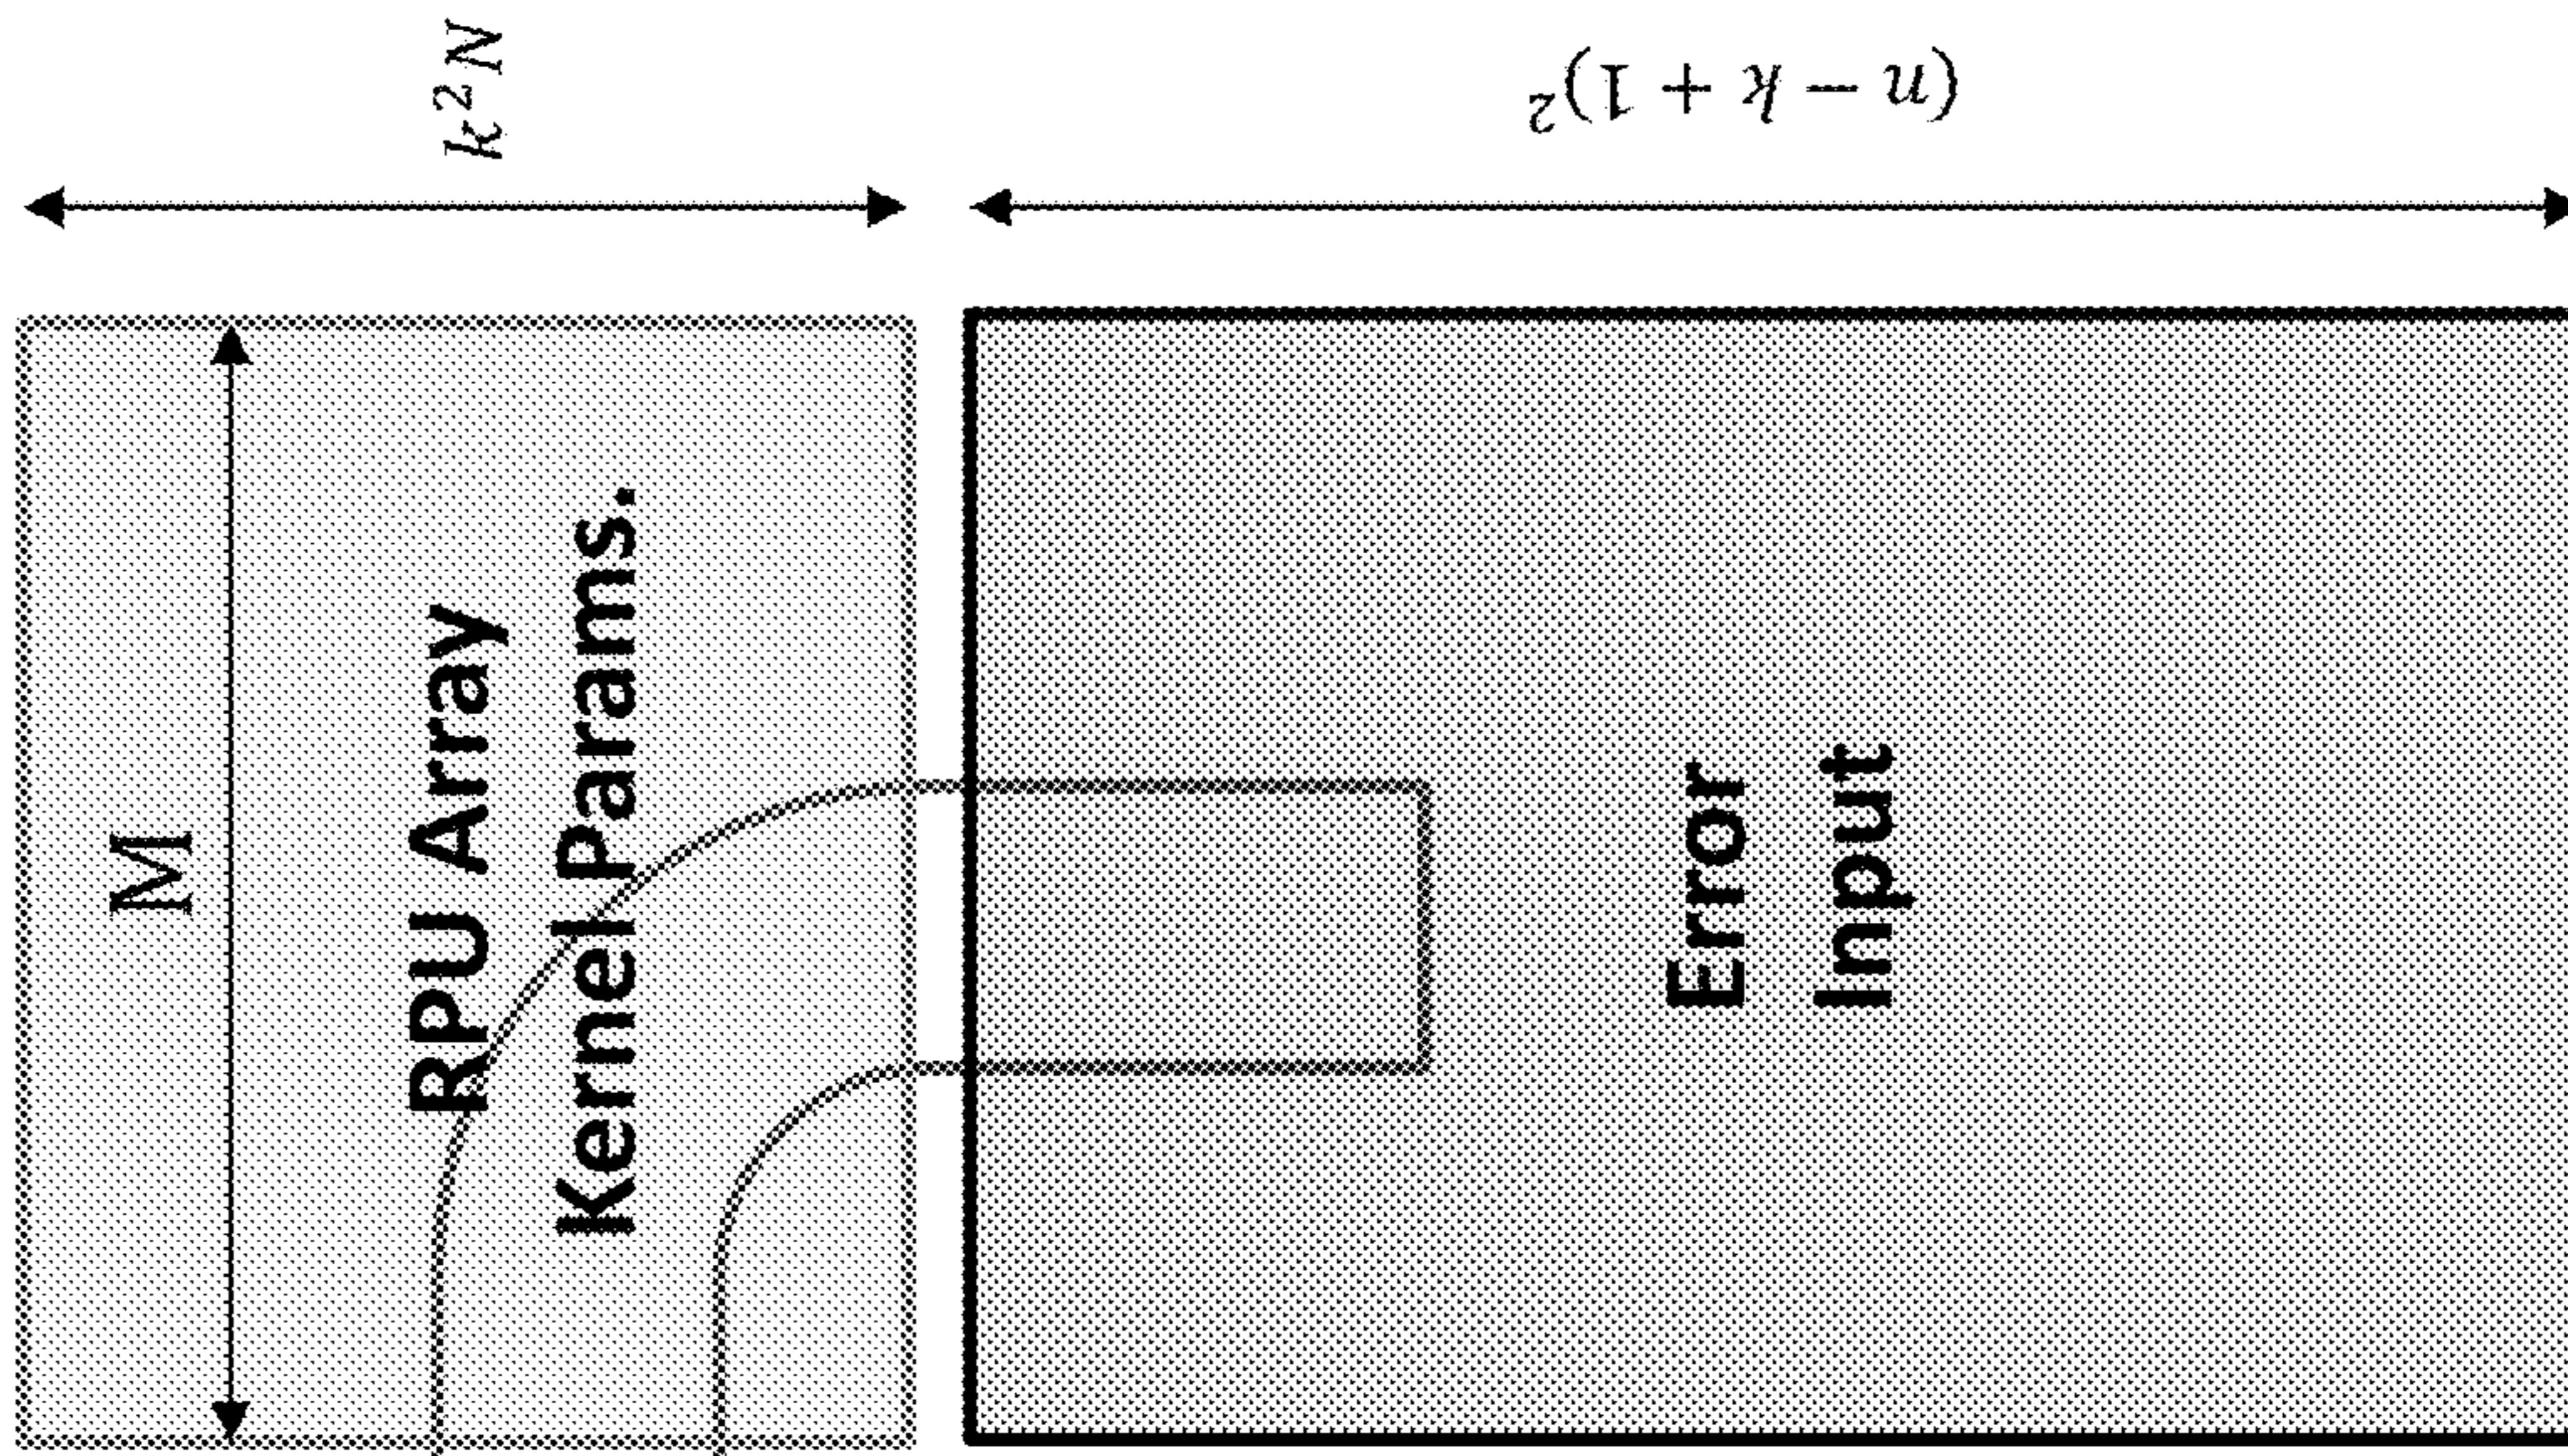 k²N
(n − k + 1)²
M
RPU Array
Kernel Params.
Error
Input